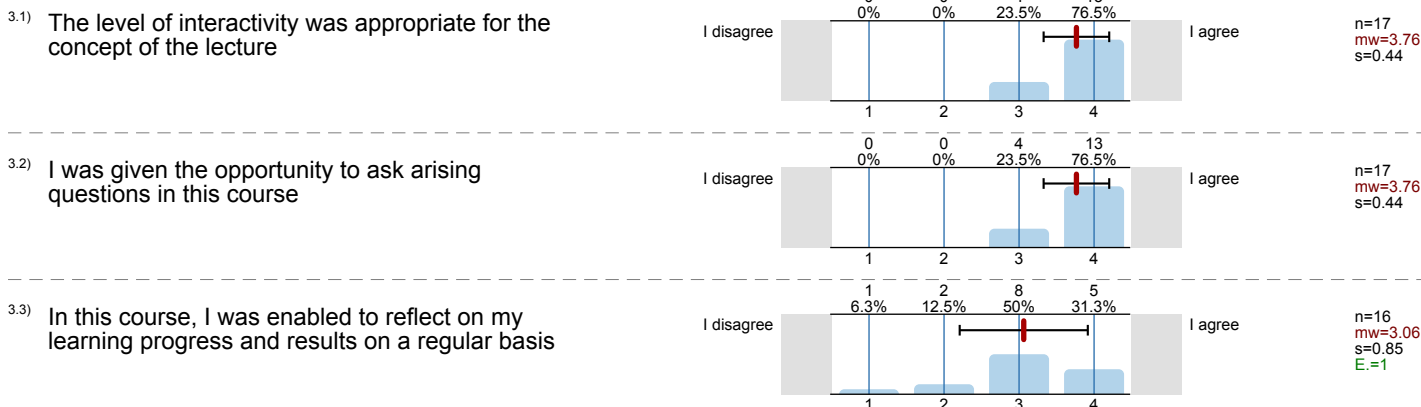 0% 0% 23.5% 76.5%
3.1) The level of interactivity was appropriate for the
concept of the lecture
I disagree
I agree
n=17
mw=3.76
s=0.44
1 2 3 4
0 0 4 13
0% 0% 23.5% 76.5%
3.2) I was given the opportunity to ask arising
questions in this course
I disagree
I agree
n=17
mw=3.76
s=0.44
1 2 3 4
1 2 8 5
6.3% 12.5% 50% 31.3%
3.3) In this course, I was enabled to reflect on my
learning progress and results on a regular basis
I disagree
I agree
n=16
mw=3.06
s=0.85
E.=1
1 2 3 4